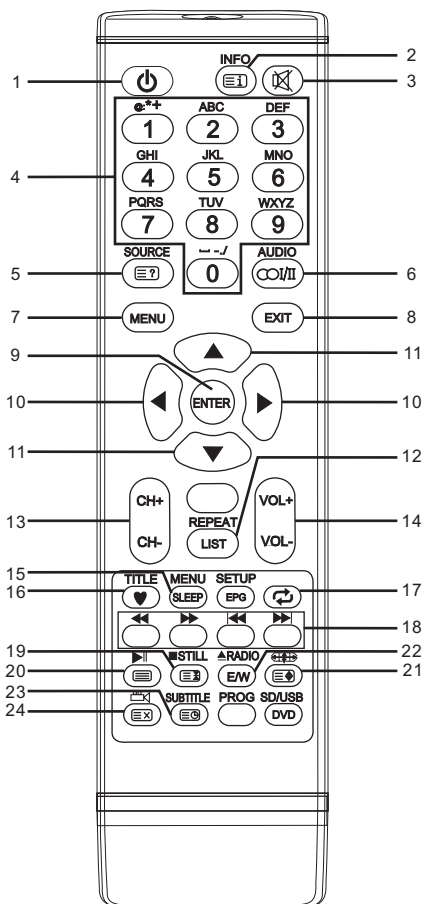 INFO
2
1
3
@:*+ ABC DEF
1 2 3
GHI JKL MNO
4
4 5 6
PQRS TUV WXYZ
7 8 9
SOURCE ⎵ -./ AUDIO
5
? 0 I/II
6
7
MENU EXIT
8
9
11
10
ENTER
10
11
12
CH+ VOL+
13
REPEAT
14
CH- LIST VOL-
15
TITLE MENU SETUP
16
SLEEP EPG
17
18
19
STILL RADIO
22
20
E/W
21
23
SUBTITLE PROG SD/USB
24
DVD